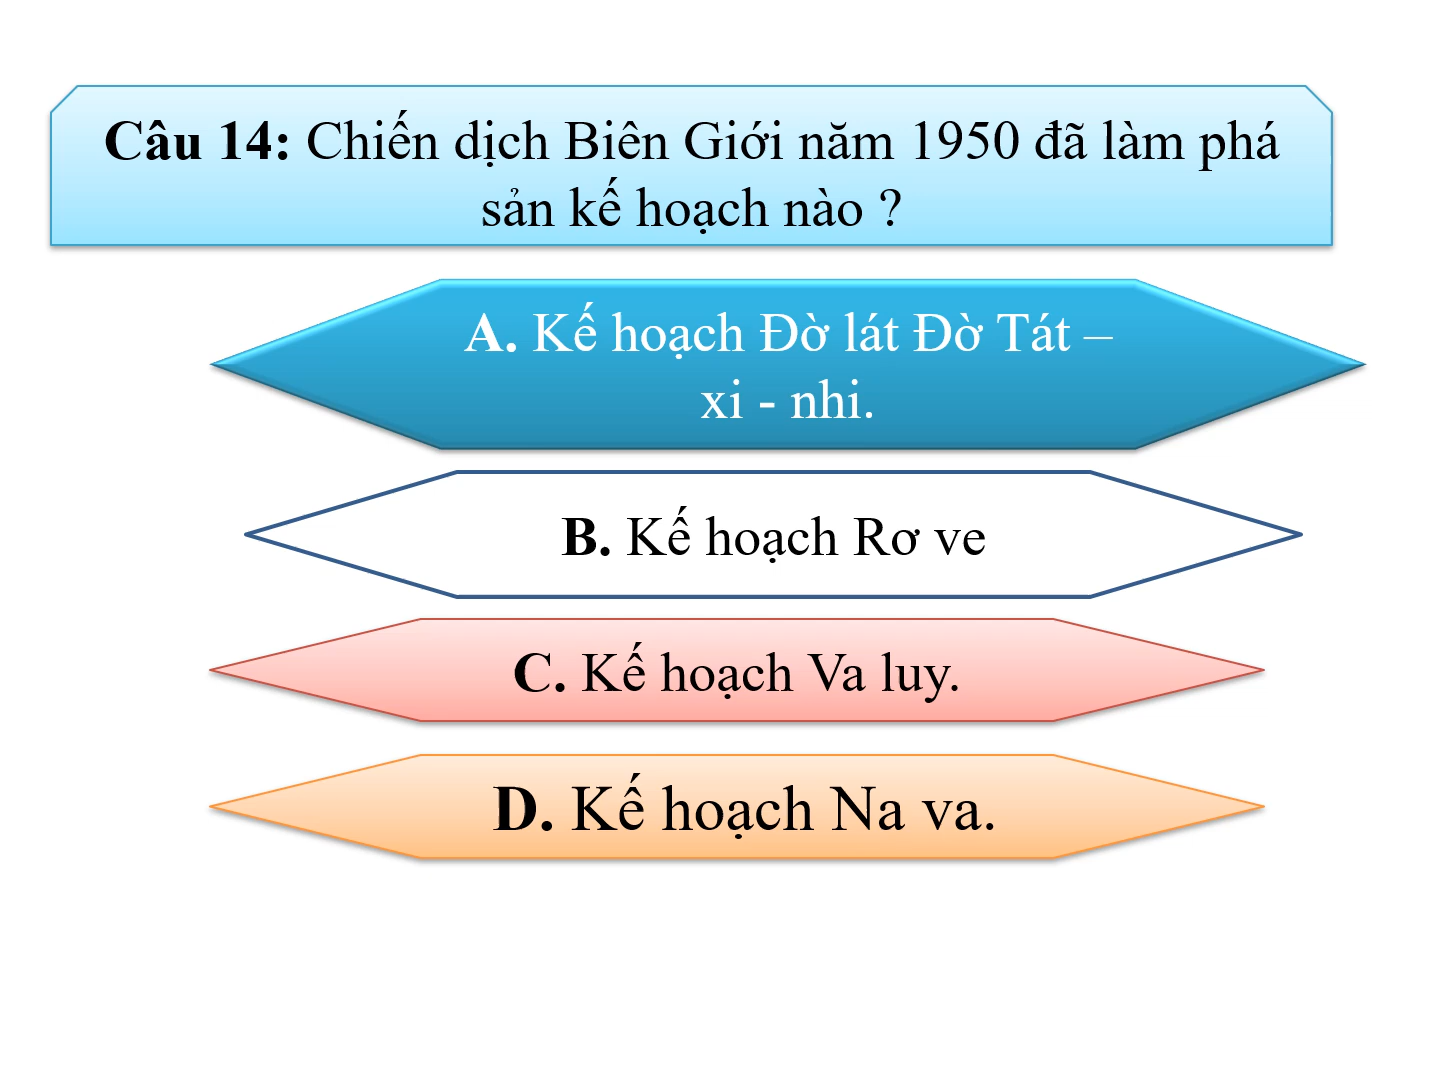 Câu 14: Chiến dịch Biên Giới năm 1950 đã làm phá
sản kế hoạch nào ?
A. Kế hoạch Đờ lát Đờ Tát –
xi - nhi.
B. Kế hoạch Rơ ve
C. Kế hoạch Va luy.
D. Kế hoạch Na va.